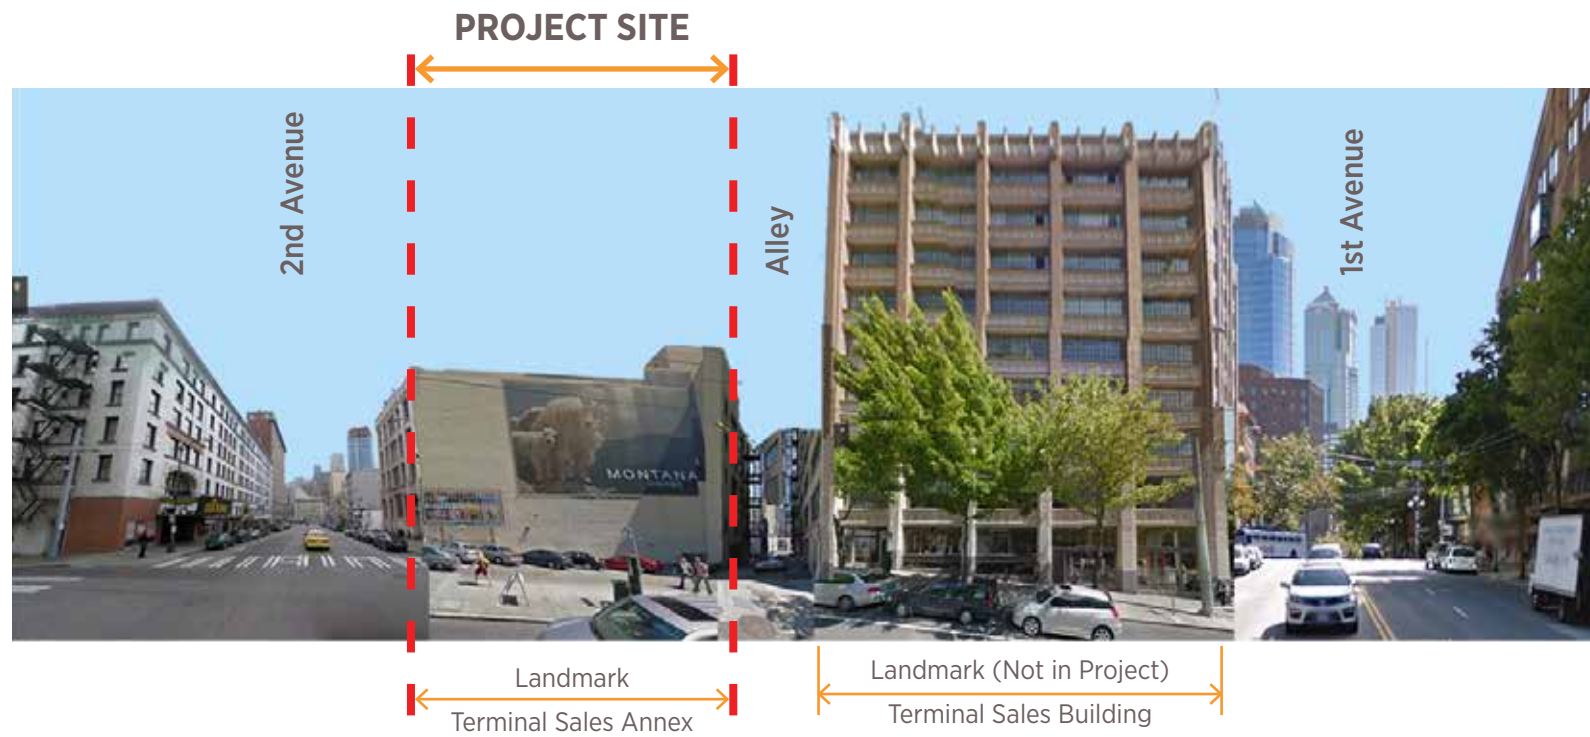 PROJECT SITE
2nd Avenue
Alley
1st Avenue
MONTANA
Landmark
Terminal Sales Annex
Landmark (Not in Project)
Terminal Sales Building